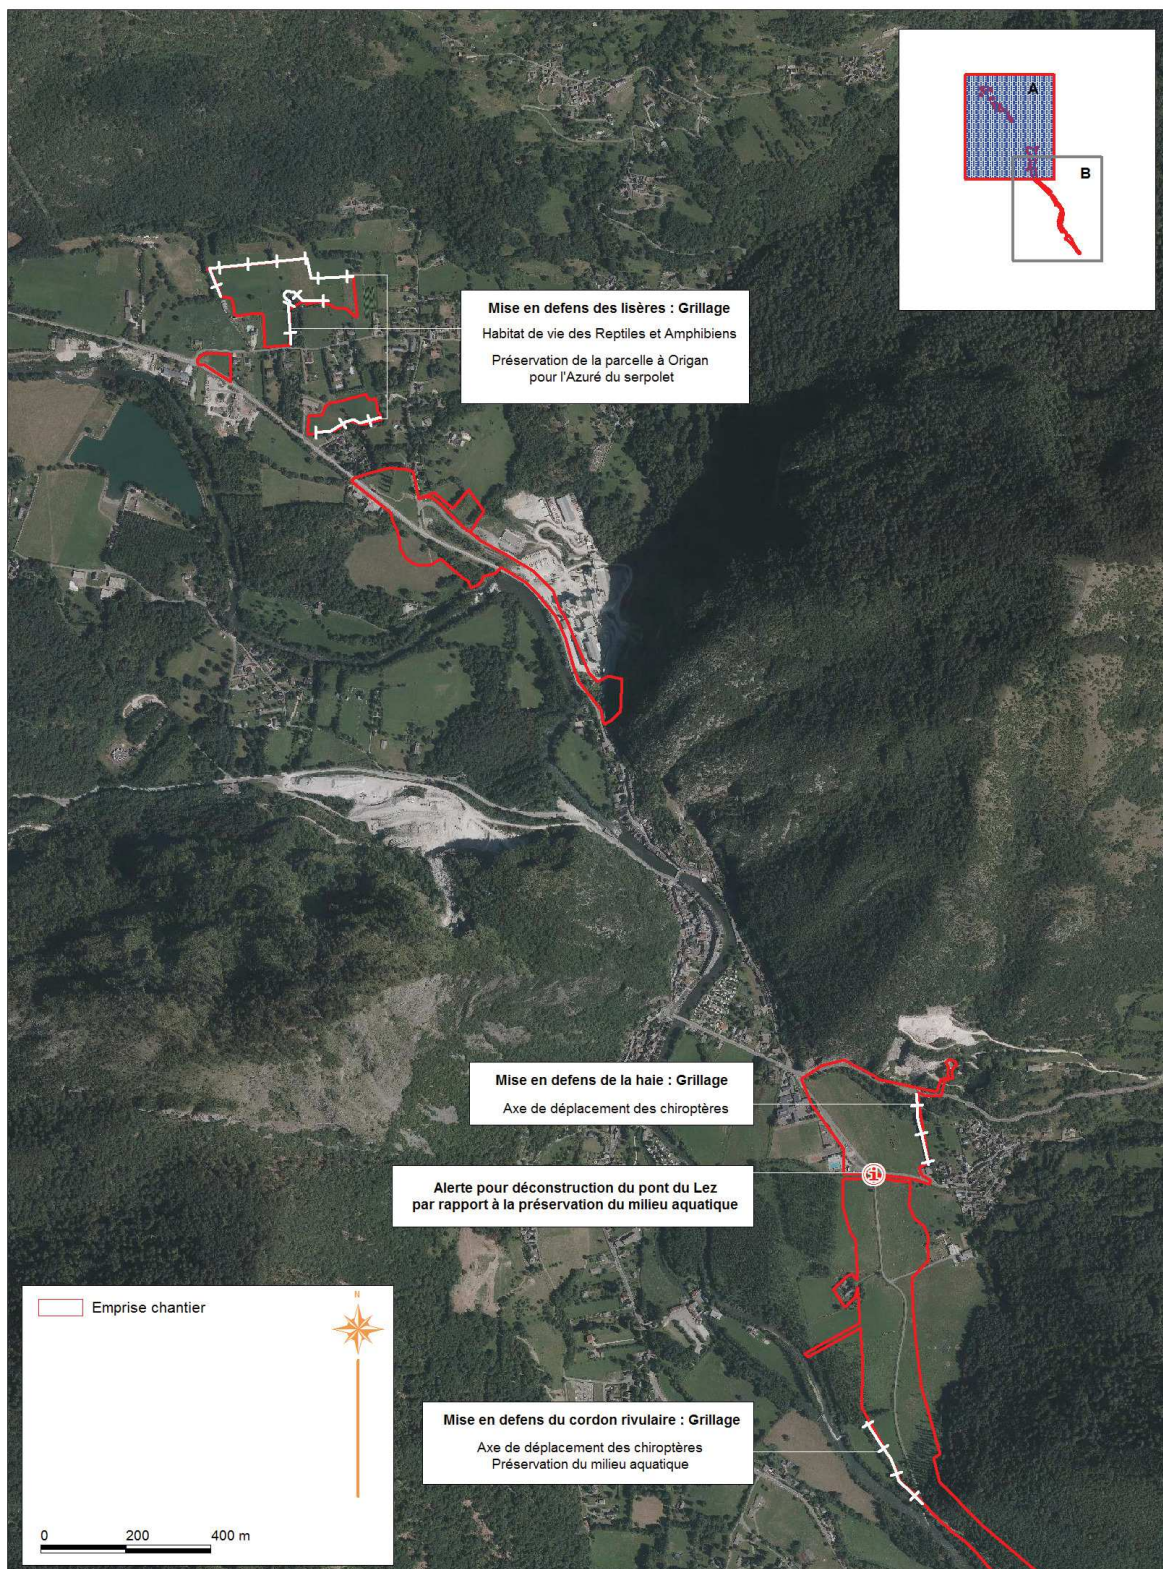 A
B
Mise en defens des lisères : Grillage
Habitat de vie des Reptiles et Amphibiens
Préservation de la parcelle à Origan
pour l'Azuré du serpolet
Mise en defens de la haie : Grillage
Axe de déplacement des chiroptères
Alerte pour déconstruction du pont du Lez
par rapport à la préservation du milieu aquatique
Mise en defens du cordon rivulaire : Grillage
Axe de déplacement des chiroptères
Préservation du milieu aquatique
Emprise chantier
N
0 200 400 m